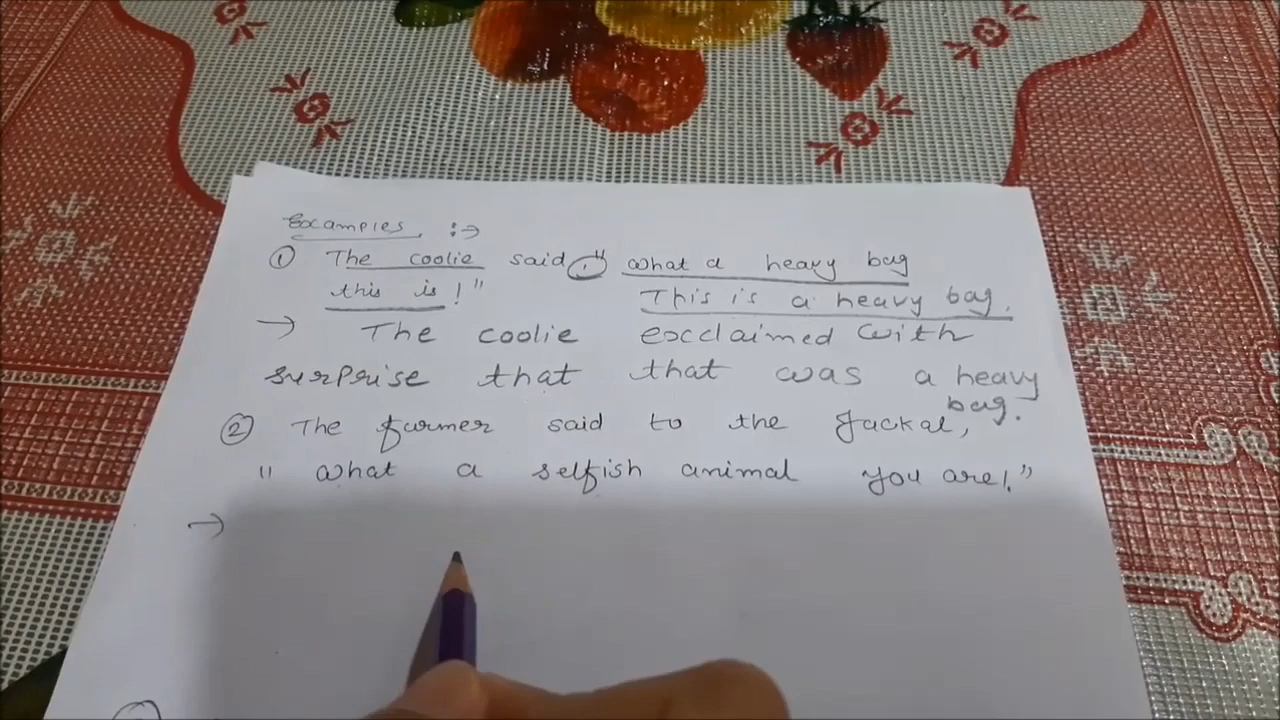 Examples :→
① The coolie said, " what a heavy bag
this is !" This is a heavy bag.
→ The coolie exclaimed with
surprise that that was a heavy
bag.
② The farmer said to the Jackal,
" what a selfish animal you are!."
→